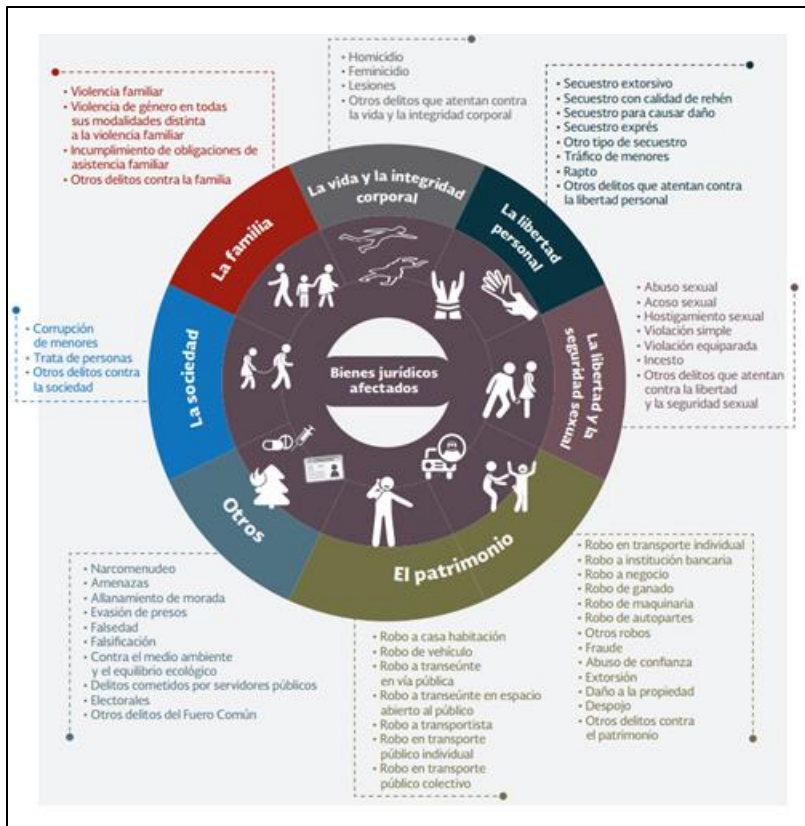 • Homicidio
• Feminicidio
• Lesiones
• Otros delitos que atentan contra
la vida y la integridad corporal
• Violencia familiar
• Violencia de género en todas
sus modalidades distinta
a la violencia familiar
• Incumplimiento de obligaciones de
asistencia familiar
• Otros delitos contra la familia
• Secuestro extorsivo
• Secuestro con calidad de rehén
• Secuestro para causar daño
• Secuestro exprés
• Otro tipo de secuestro
• Tráfico de menores
• Rapto
• Otros delitos que atentan contra
la libertad personal
La vida y la integridad
corporal
La familia
La libertad
personal
• Abuso sexual
• Acoso sexual
• Hostigamiento sexual
• Violación simple
• Violación equiparada
• Incesto
• Otros delitos que atentan
contra la libertad
y la seguridad sexual
• Corrupción
de menores
• Trata de personas
• Otros delitos contra
la sociedad
La sociedad
Bienes jurídicos
afectados
La libertad y la
seguridad sexual
Otros
El patrimonio
• Narcomenudeo
• Amenazas
• Allanamiento de morada
• Evasión de presos
• Falsedad
• Falsificación
• Contra el medio ambiente
y el equilibrio ecológico
• Delitos cometidos por servidores públicos
• Electorales
• Otros delitos del Fuero Común
• Robo a casa habitación
• Robo de vehículo
• Robo a transeúnte
en vía pública
• Robo a transeúnte en espacio
abierto al público
• Robo a transportista
• Robo en transporte
público individual
• Robo en transporte
público colectivo
• Robo en transporte individual
• Robo a institución bancaria
• Robo a negocio
• Robo de ganado
• Robo de maquinaria
• Robo de autopartes
• Otros robos
• Fraude
• Abuso de confianza
• Extorsión
• Daño a la propiedad
• Despojo
• Otros delitos contra
el patrimonio